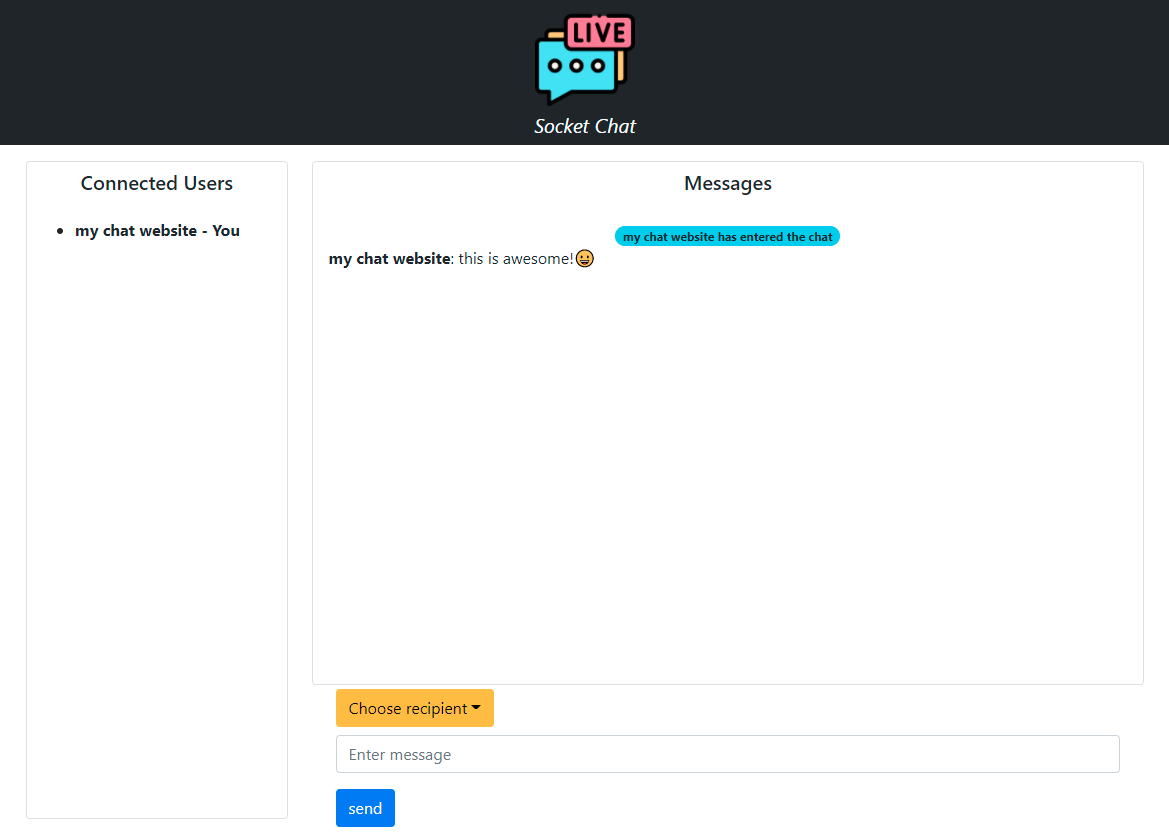 LIVE
Socket Chat
Connected Users
my chat website - You
Messages
my chat website has entered the chat
my chat website: this is awesome!😀
Choose recipient
Enter message
send